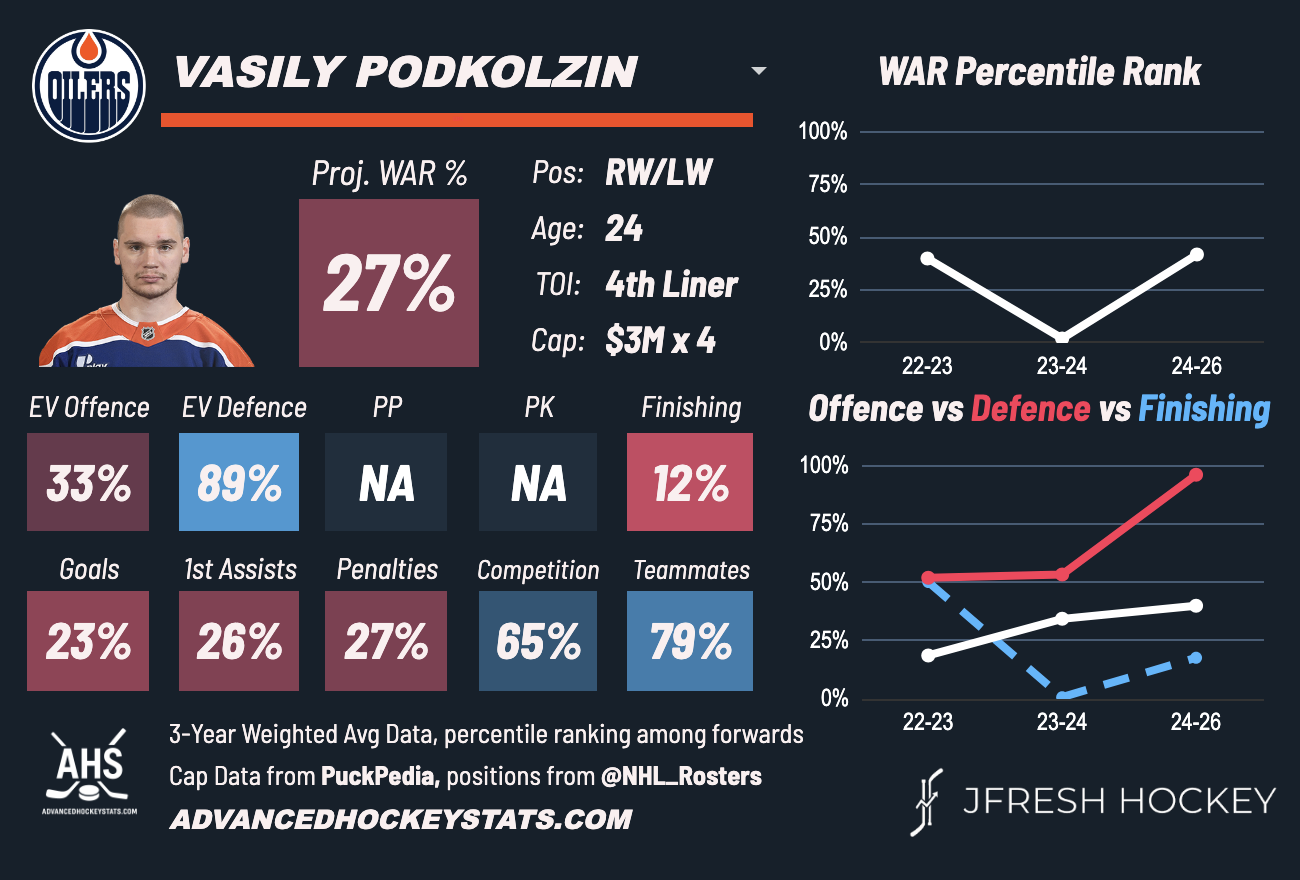 OILERS
VASILY PODKOLZIN
Proj. WAR %
27%
Pos: RW/LW
Age: 24
TOI: 4th Liner
Cap: $3M x 4
EV Offence EV Defence PP PK Finishing
33% 89% NA NA 12%
Goals 1st Assists Penalties Competition Teammates
23% 26% 27% 65% 79%
AHS
ADVANCEDHOCKEYSTATS.COM
3-Year Weighted Avg Data, percentile ranking among forwards
Cap Data from PuckPedia, positions from @NHL_Rosters
ADVANCEDHOCKEYSTATS.COM
WAR Percentile Rank
100%
75%
50%
25%
0%
22-23 23-24 24-26
Offence vs Defence vs Finishing
100%
75%
50%
25%
0%
22-23 23-24 24-26
JFRESH HOCKEY